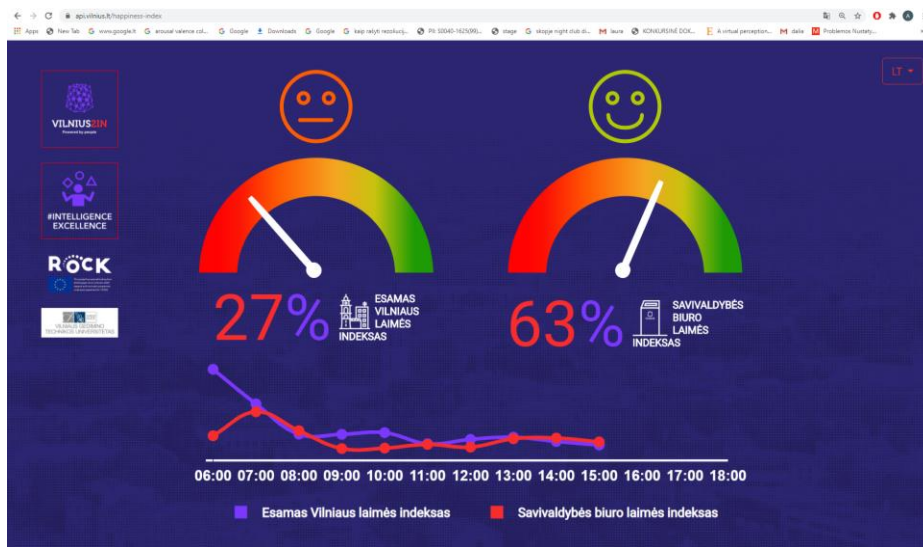 api.vilnius.lt/happiness-index
Apps
New Tab
www.google.lt
arousal valence col...
Google
Downloads
Google
kaip rašyti rezoliucj...
stage
skopje night club di...
laura
KONKURSINĖ DOK...
A virtual perception...
dalia
Problemos Nustaty...
LT
VILNIUS2IN
Powered by people
#INTELLIGENCE
EXCELLENCE
ROCK
VILNIAUS GEDIMINO
TECHNIKOS UNIVERSITETAS
27%
ESAMAS
VILNIAUS
LAIMĖS
INDEKSAS
63%
SAVIVALDYBĖS
BIURO
LAIMĖS
INDEKSAS
06:00 07:00 08:00 09:00 10:00 11:00 12:00 13:00 14:00 15:00 16:00 17:00 18:00
Esamas Vilniaus laimės indeksas
Savivaldybės biuro laimės indeksas